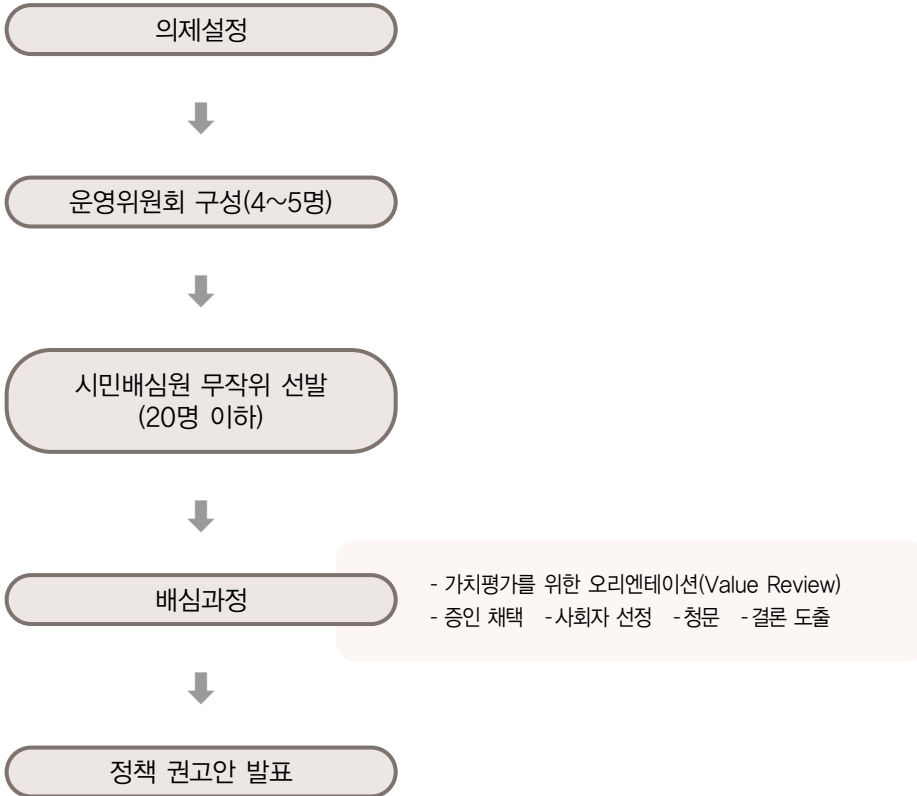 의제설정
운영위원회 구성(4~5명)
시민배심원 무작위 선발
(20명 이하)
배심과정
- 가치평가를 위한 오리엔테이션(Value Review)
- 증인 채택 -사회자 선정 -청문 -결론 도출
정책 권고안 발표